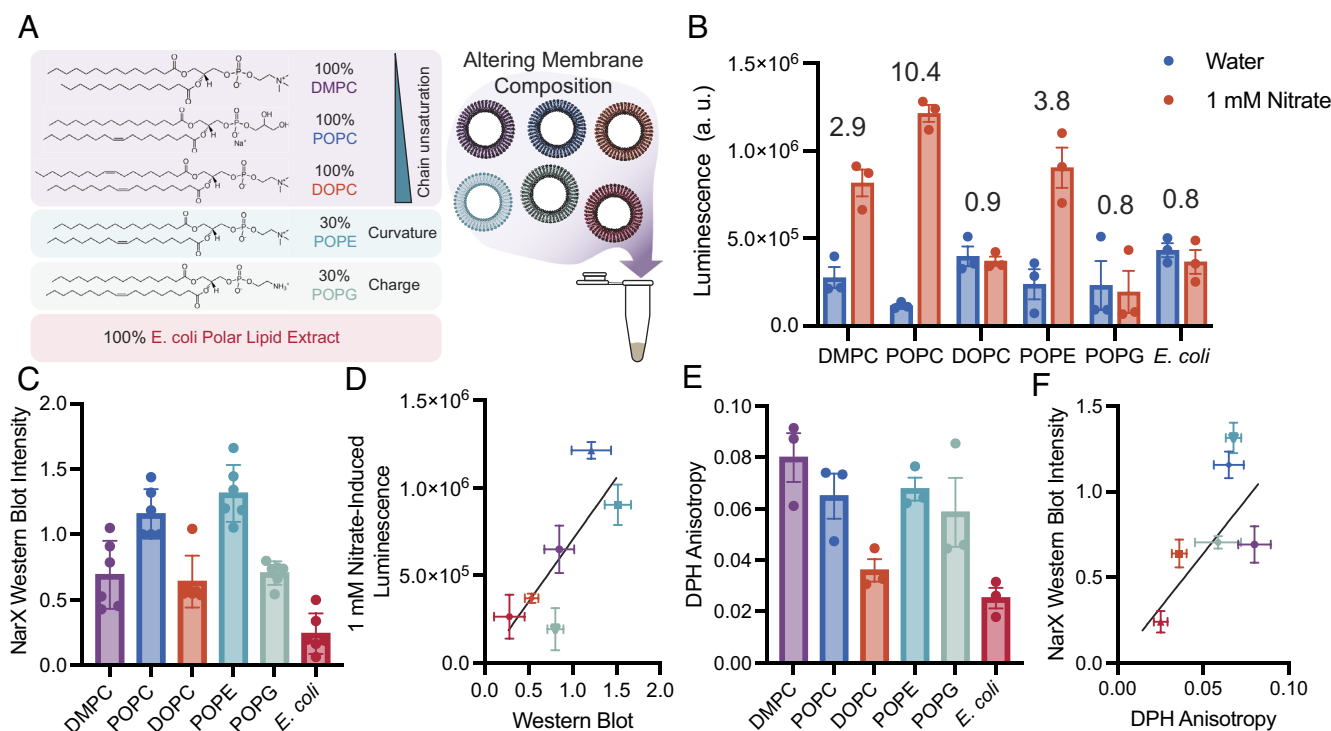 A
100%
DMPC
100%
POPC
100%
DOPC
Chain unsaturation
30%
POPE
Curvature
30%
POPG
Charge
100% E. coli Polar Lipid Extract
Altering Membrane
Composition
O
O
O
O
H
O
P
O
O⁻
N⁺
O
O
O
O
H
O
P
O
O⁻
Na⁺
OH
OH
O
O
O
O
H
O
P
O
O⁻
N⁺
O
O
O
O
H
O
P
O
O⁻
N⁺
O
O
O
O
H
O
P
O
O⁻
NH₃⁺
B
Water
1 mM Nitrate
Luminescence (a. u.)
1.5×10⁶
1.0×10⁶
5.0×10⁵
0.0
2.9
10.4
0.9
3.8
0.8
0.8
DMPC POPC DOPC POPE POPG E. coli
C
NarX Western Blot Intensity
2.0
1.5
1.0
0.5
0.0
DMPC
POPC
DOPC
POPE
POPG
E. coli
D
1 mM Nitrate-Induced
Luminescence
1.5×10⁶
1.0×10⁶
5.0×10⁵
0.0
0.0 0.5 1.0 1.5 2.0
Western Blot
E
DPH Anisotropy
0.10
0.08
0.06
0.04
0.02
0.00
DMPC
POPC
DOPC
POPE
POPG
E. coli
F
NarX Western Blot Intensity
1.5
1.0
0.5
0.0
0.00 0.05 0.10
DPH Anisotropy